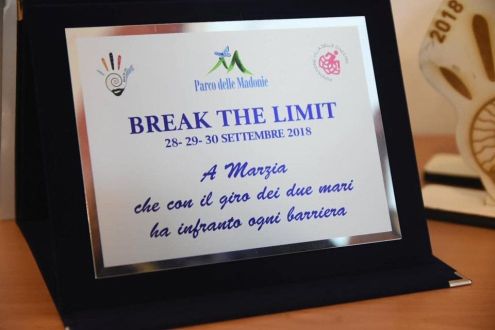 Parco delle Madonie
BREAK THE LIMIT
28- 29- 30 SETTEMBRE 2018
A Marzia
che con il giro dei due mari
ha infranto ogni barriera
2018